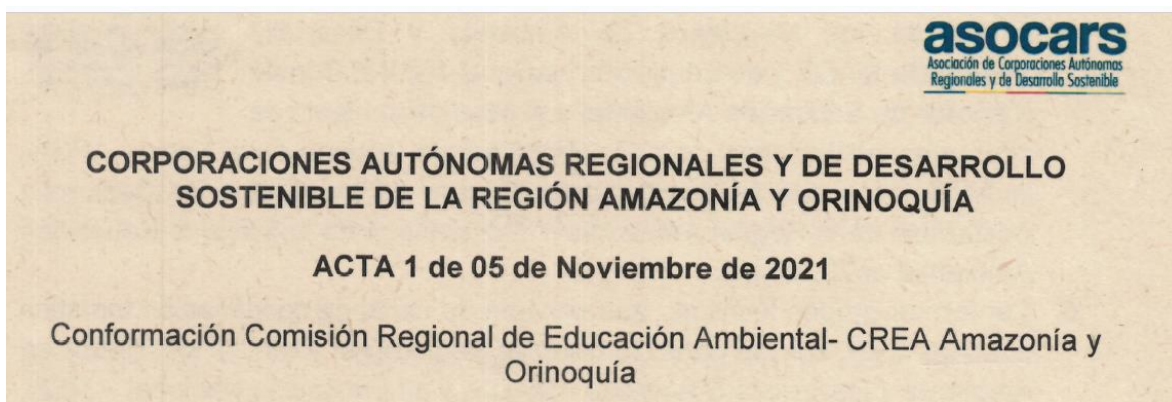 asocars
Asociación de Corporaciones Autónomas
Regionales y de Desarrollo Sostenible
CORPORACIONES AUTÓNOMAS REGIONALES Y DE DESARROLLO
SOSTENIBLE DE LA REGIÓN AMAZONÍA Y ORINOQUÍA
ACTA 1 de 05 de Noviembre de 2021
Conformación Comisión Regional de Educación Ambiental- CREA Amazonía y
Orinoquía